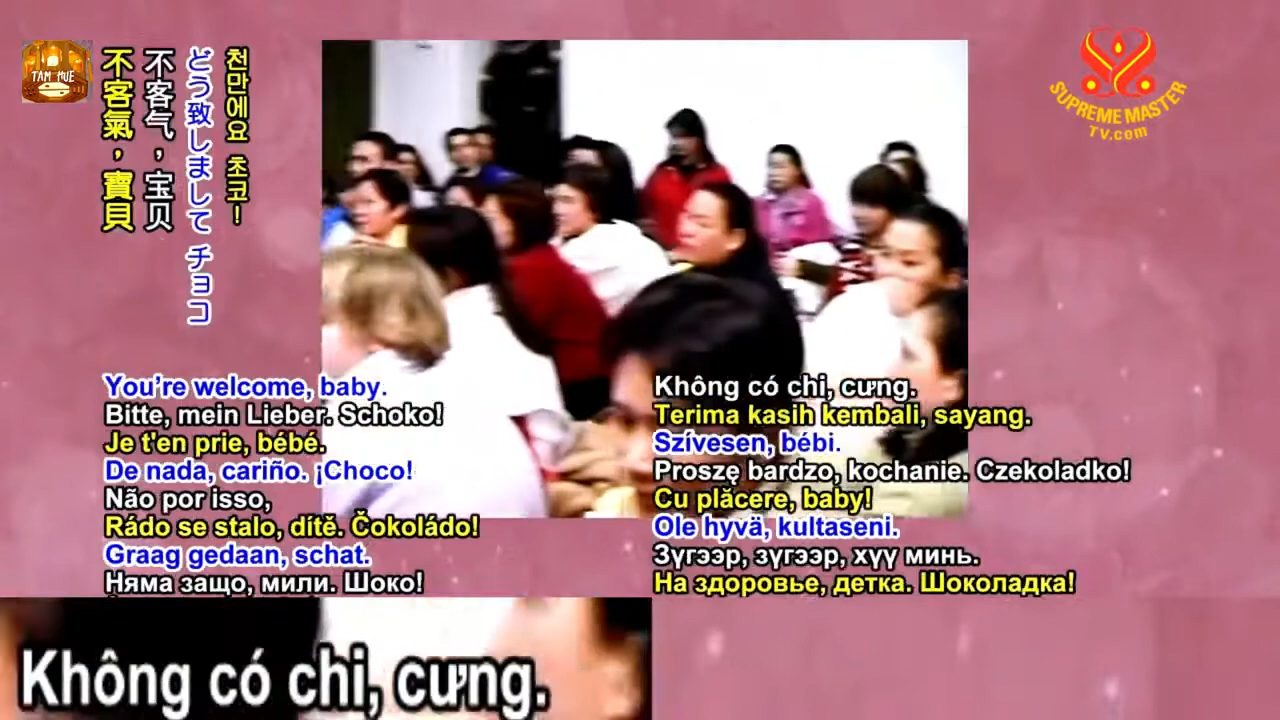 TAM HUE
不客氣，寶貝
不客气，宝贝
どう致しまして チョコ
천만에요 초코!
SUPREME MASTER
TV.com
You're welcome, baby.
Bitte, mein Lieber. Schoko!
Je t'en prie, bébé.
De nada, cariño. ¡Choco!
Não por isso,
Rádo se stalo, dítě. Čokoládo!
Graag gedaan, schat.
Няма защо, мили. Шоко!
Không có chi, cưng.
Terima kasih kembali, sayang.
Szívesen, bébi.
Proszę bardzo, kochanie. Czekoladko!
Cu plăcere, baby!
Ole hyvä, kultaseni.
Зүгээр, зүгээр, хүү минь.
На здоровье, детка. Шоколадка!
Không có chi, cưng.